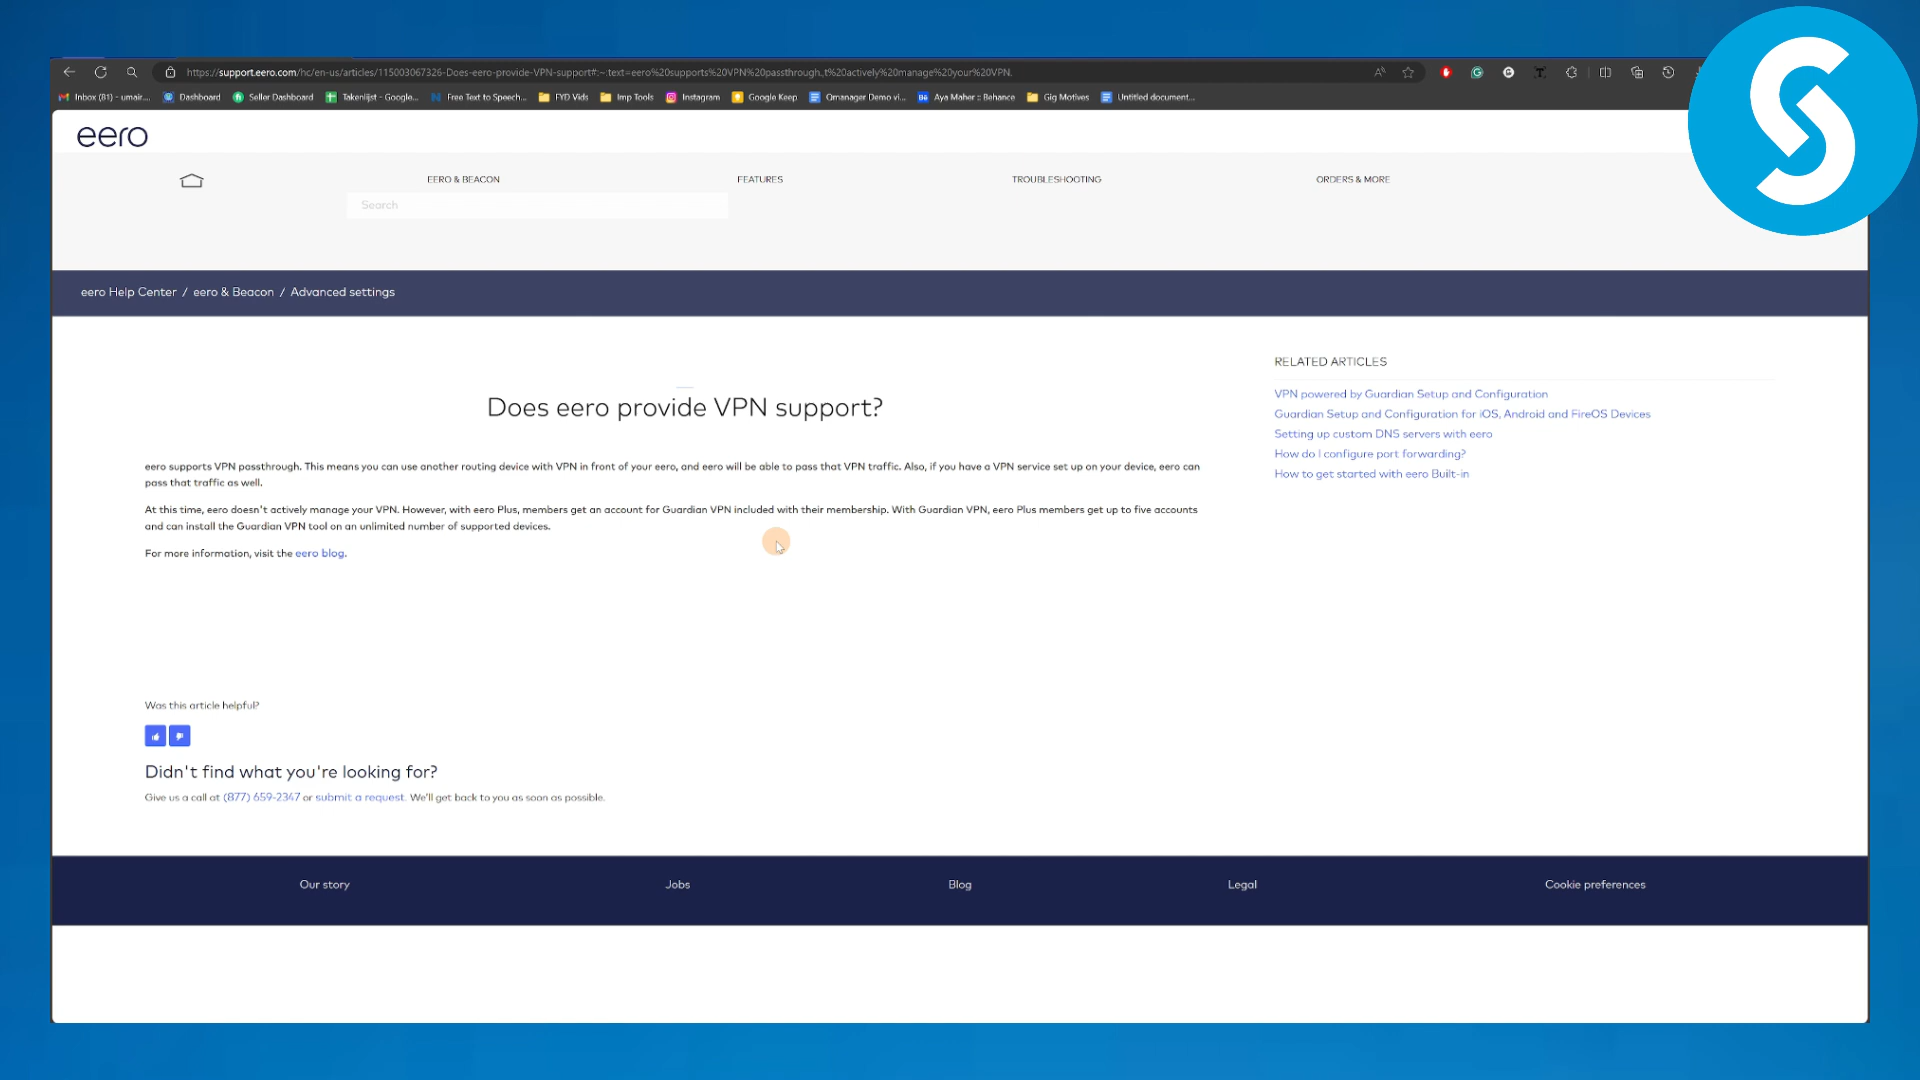 https://support.eero.com/hc/en-us/articles/115003067326-Does-eero-provide-VPN-support#:~:text=eero%20supports%20VPN%20passthrough.,t%20actively%20manage%20your%20VPN.
Inbox (81) - umair.... Dashboard Seller Dashboard Takenlijst - Google... Free Text to Speech... FYD Vids Imp Tools Instagram Google Keep Qmanager Demo vi... Aya Maher :: Behance Gig Motives Untitled document...
eero
EERO & BEACON FEATURES TROUBLESHOOTING ORDERS & MORE
Search
eero Help Center / eero & Beacon / Advanced settings
Does eero provide VPN support?
eero supports VPN passthrough. This means you can use another routing device with VPN in front of your eero, and eero will be able to pass that VPN traffic. Also, if you have a VPN service set up on your device, eero can
pass that traffic as well.
At this time, eero doesn't actively manage your VPN. However, with eero Plus, members get an account for Guardian VPN included with their membership. With Guardian VPN, eero Plus members get up to five accounts
and can install the Guardian VPN tool on an unlimited number of supported devices.
For more information, visit the eero blog.
RELATED ARTICLES
VPN powered by Guardian Setup and Configuration
Guardian Setup and Configuration for iOS, Android and FireOS Devices
Setting up custom DNS servers with eero
How do I configure port forwarding?
How to get started with eero Built-in
Was this article helpful?
Didn't find what you're looking for?
Give us a call at (877) 659-2347 or submit a request. We'll get back to you as soon as possible.
Our story Jobs Blog Legal Cookie preferences